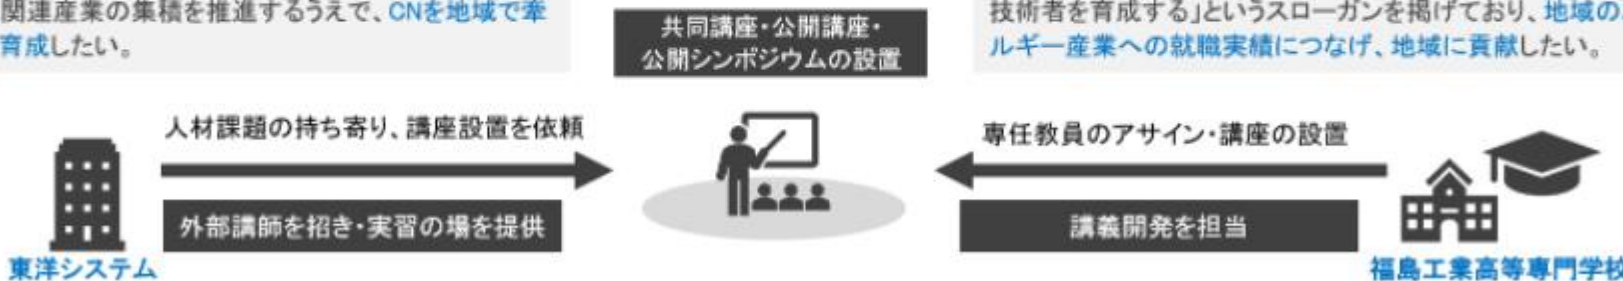 関連産業の集積を推進するうえで、CNを地域で牽
育成したい。
共同講座・公開講座・
公開シンポジウムの設置
技術者を育成する」というスローガンを掲げており、地域の
ルギー産業への就職実績につなげ、地域に貢献したい。
人材課題の持ち寄り、講座設置を依頼
専任教員のアサイン・講座の設置
外部講師を招き・実習の場を提供
講義開発を担当
東洋システム
福島工業高等専門学校